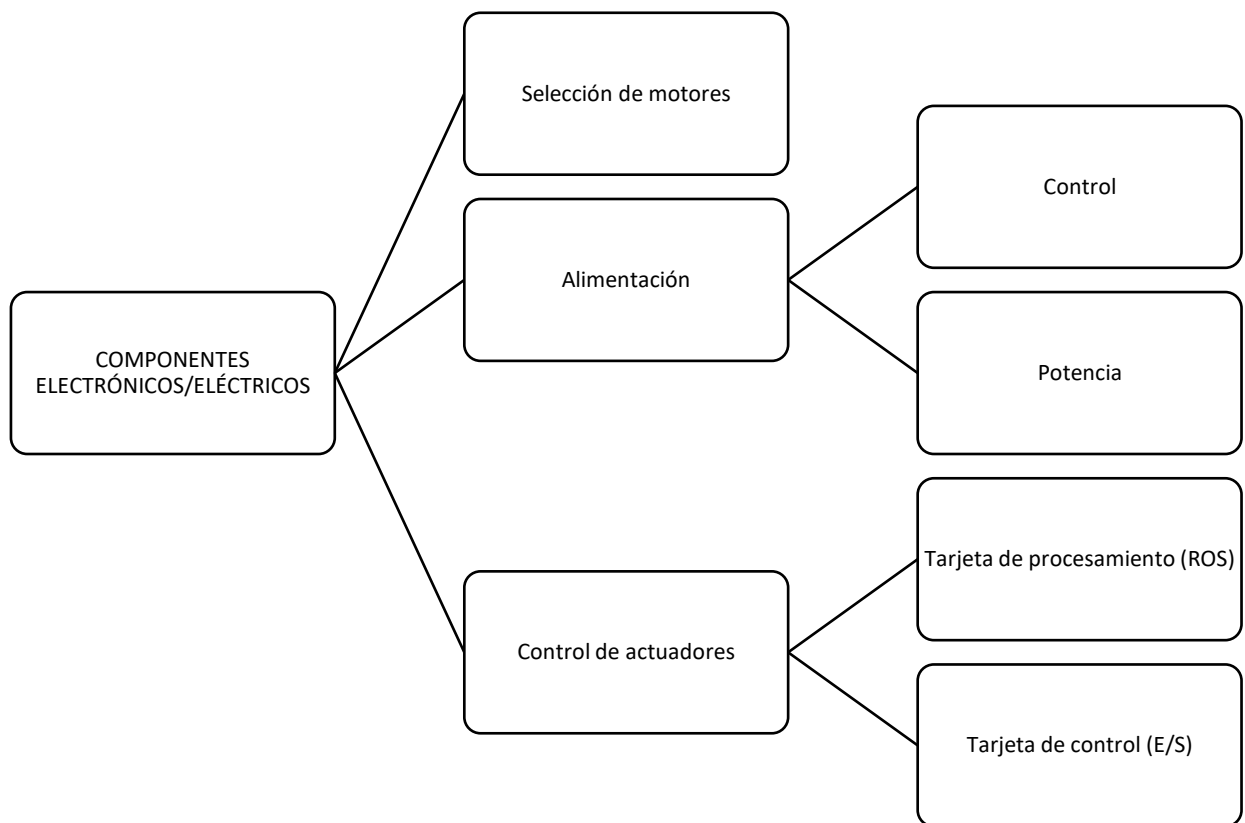 Selección de motores
Control
Alimentación
COMPONENTES
ELECTRÓNICOS/ELÉCTRICOS
Potencia
Tarjeta de procesamiento (ROS)
Control de actuadores
Tarjeta de control (E/S)